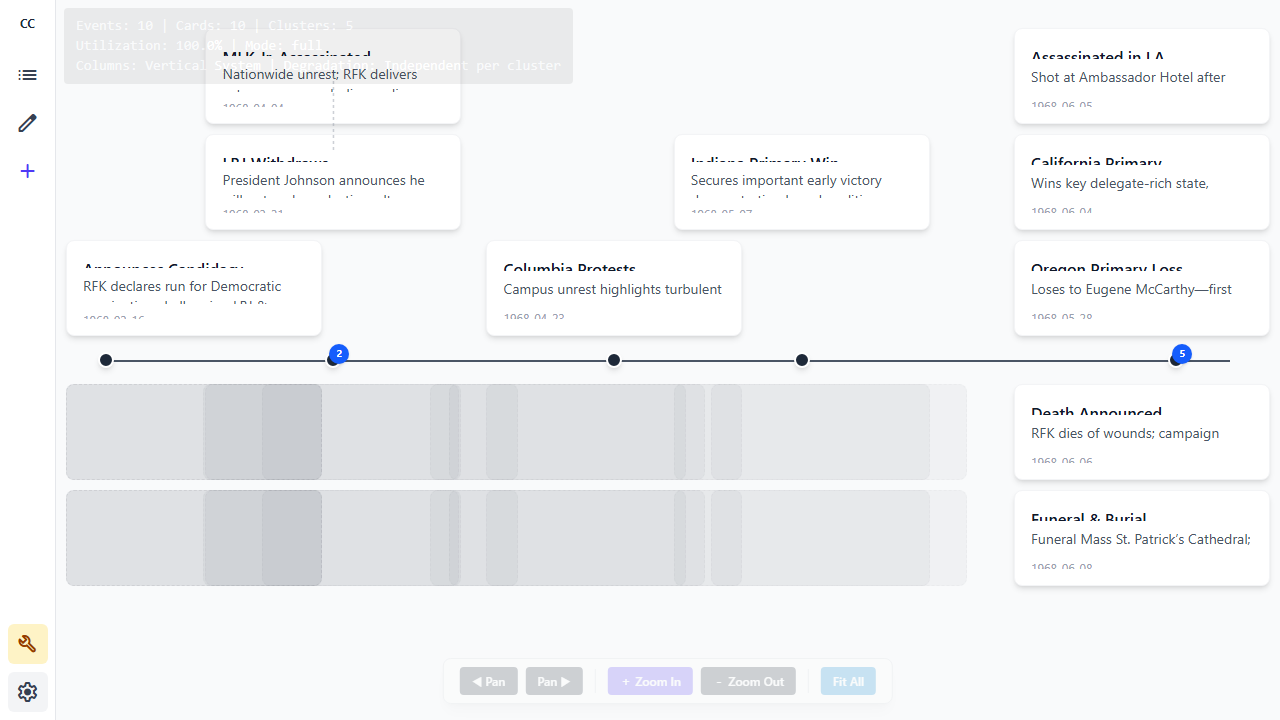 CC
Events: 10 | Cards: 10 | Clusters: 5
Utilization: 100.0% | Mode: full
Columns: Vertical System | Degradation: Independent per cluster
MLK Jr. Assassinated
Nationwide unrest; RFK delivers
1968-04-04
LBJ Withdraws
President Johnson announces he
1968-03-31
Announces Candidacy
RFK declares run for Democratic
1968-03-16
Columbia Protests
Campus unrest highlights turbulent
1968-04-23
Indiana Primary Win
Secures important early victory
1968-05-07
Assassinated in LA
Shot at Ambassador Hotel after
1968-06-05
California Primary
Wins key delegate-rich state,
1968-06-04
Oregon Primary Loss
Loses to Eugene McCarthy—first
1968-05-28
2
5
Death Announced
RFK dies of wounds; campaign
1968-06-06
Funeral & Burial
Funeral Mass St. Patrick’s Cathedral;
1968-06-08
◀ Pan
Pan ▶
+ Zoom In
- Zoom Out
Fit All